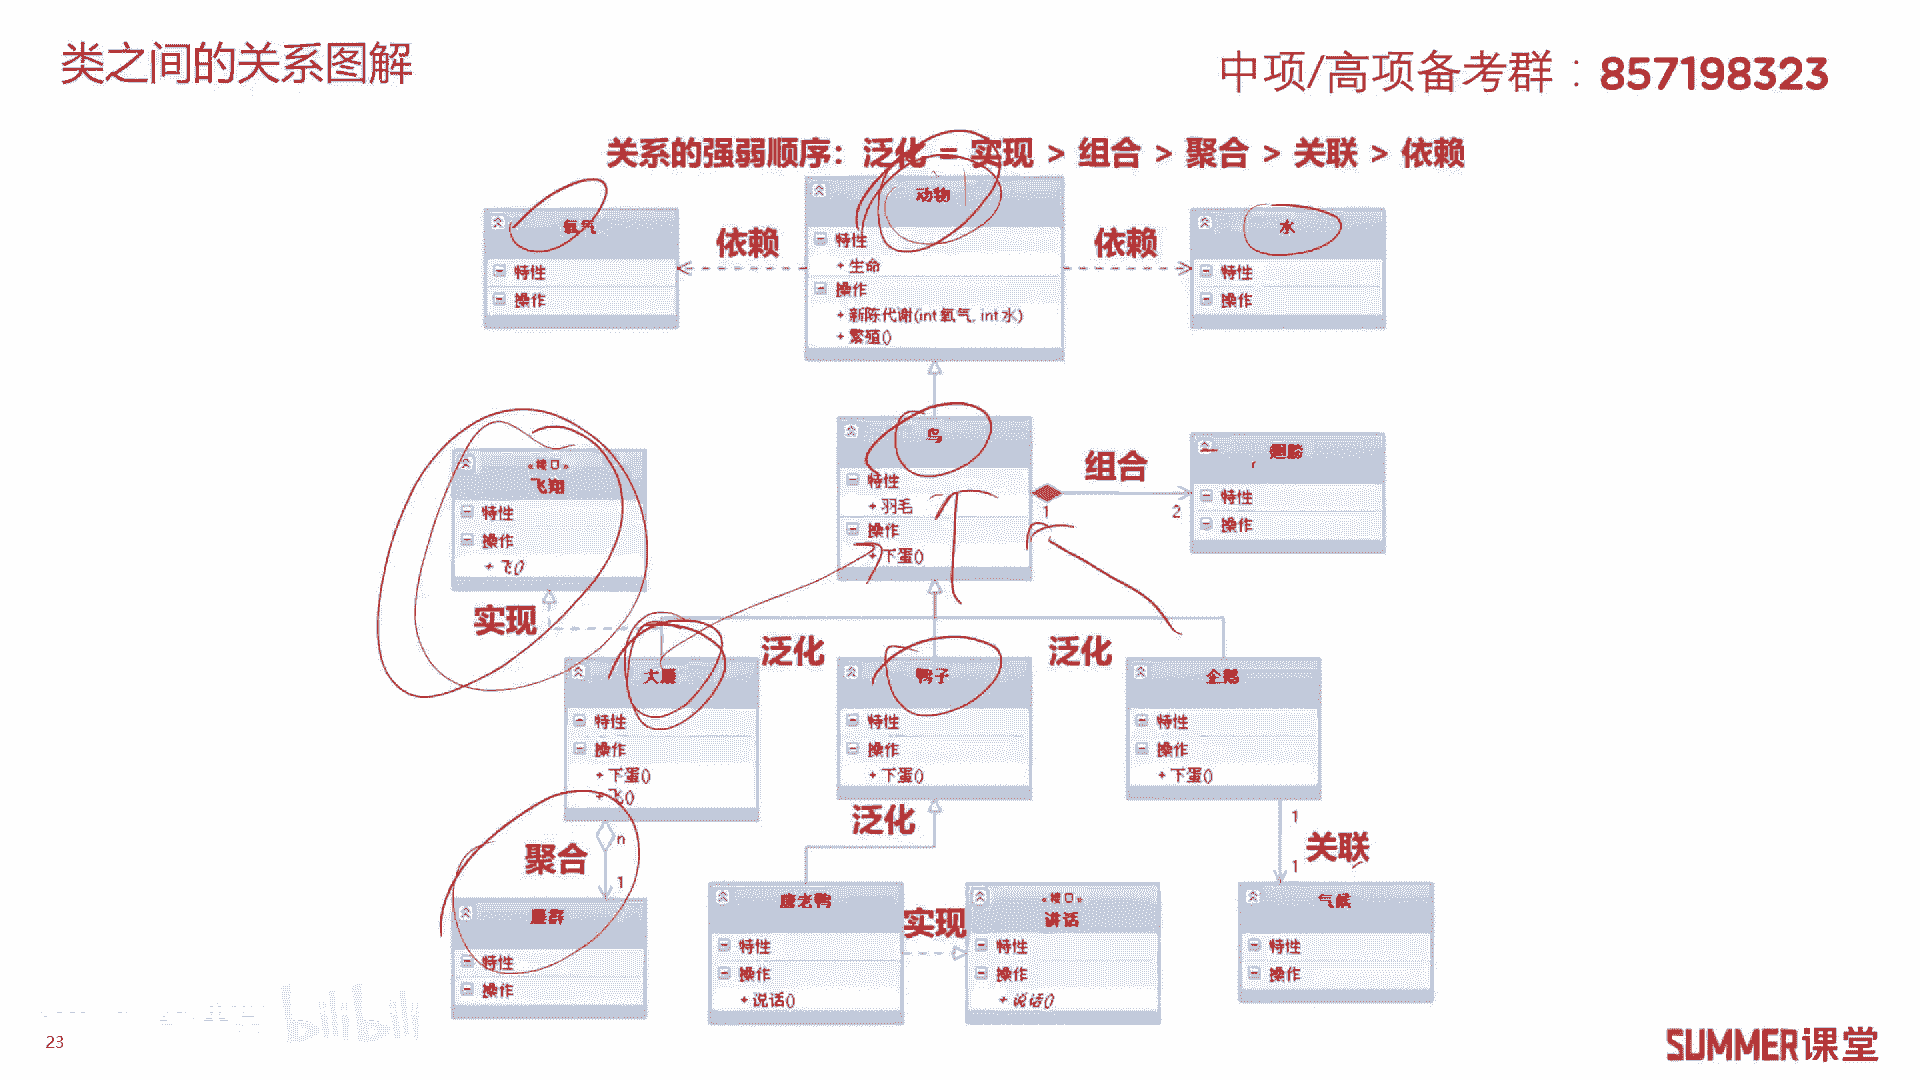 类之间的关系图解
中项/高项备考群：857198323
关系的强弱顺序：泛化 = 实现 > 组合 > 聚合 > 关联 > 依赖
氧气
特性
操作
依赖
动物
特性
+ 生命
操作
+ 新陈代谢(int 氧气, int 水)
+ 繁殖()
依赖
水
特性
操作
«接口»
飞翔
特性
操作
+ 飞()
实现
鸟
特性
+ 羽毛
操作
+ 下蛋()
1
组合
2
翅膀
特性
操作
大雁
特性
操作
+ 下蛋()
+ 飞()
泛化
鸭子
特性
操作
+ 下蛋()
泛化
企鹅
特性
操作
+ 下蛋()
聚合
n
1
雁群
特性
操作
泛化
唐老鸭
特性
操作
+ 说话()
实现
«接口»
讲话
特性
操作
+ 说话()
1
关联
1
气候
特性
操作
bilibili
23
SUMMER课堂